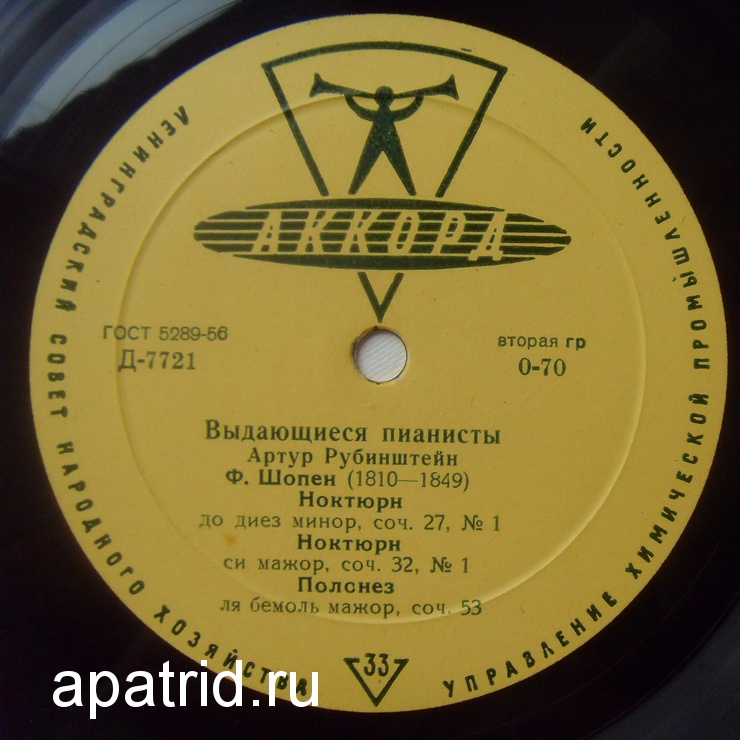 ЛЕНИНГРАДСКИЙ СОВЕТ НАРОДНОГО ХОЗЯЙСТВА
УПРАВЛЕНИЕ ХИМИЧЕСКОЙ ПРОМЫШЛЕННОСТИ
АККОРД
ГОСТ 5289-56
Д-7721
вторая гр
0-70
Выдающиеся пианисты
Артур Рубинштейн
Ф. Шопен (1810—1849)
Ноктюрн
до диез минор, соч. 27, № 1
Ноктюрн
си мажор, соч. 32, № 1
Полонез
ля бемоль мажор, соч. 53
33
apatrid.ru